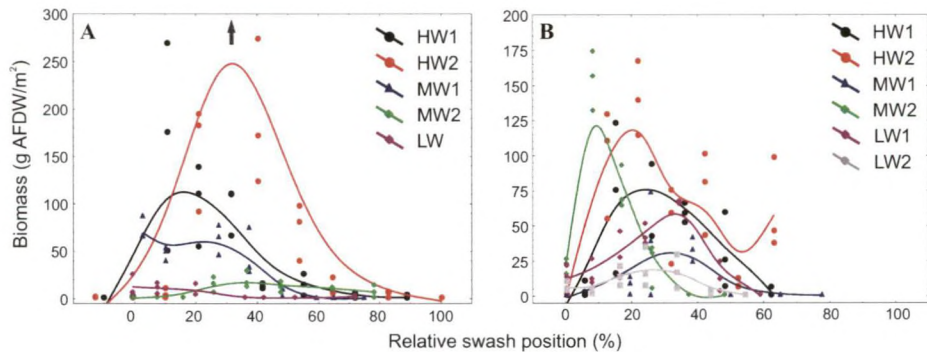 A
B
HW1
HW2
MW1
MW2
LW
HW1
HW2
MW1
MW2
LW1
LW2
Biomass (g AFDW/m²)
300
250
200
150
100
50
0
200
175
150
125
100
75
50
25
0
0 20 40 60 80 100
0 20 40 60 80 100
Relative swash position (%)